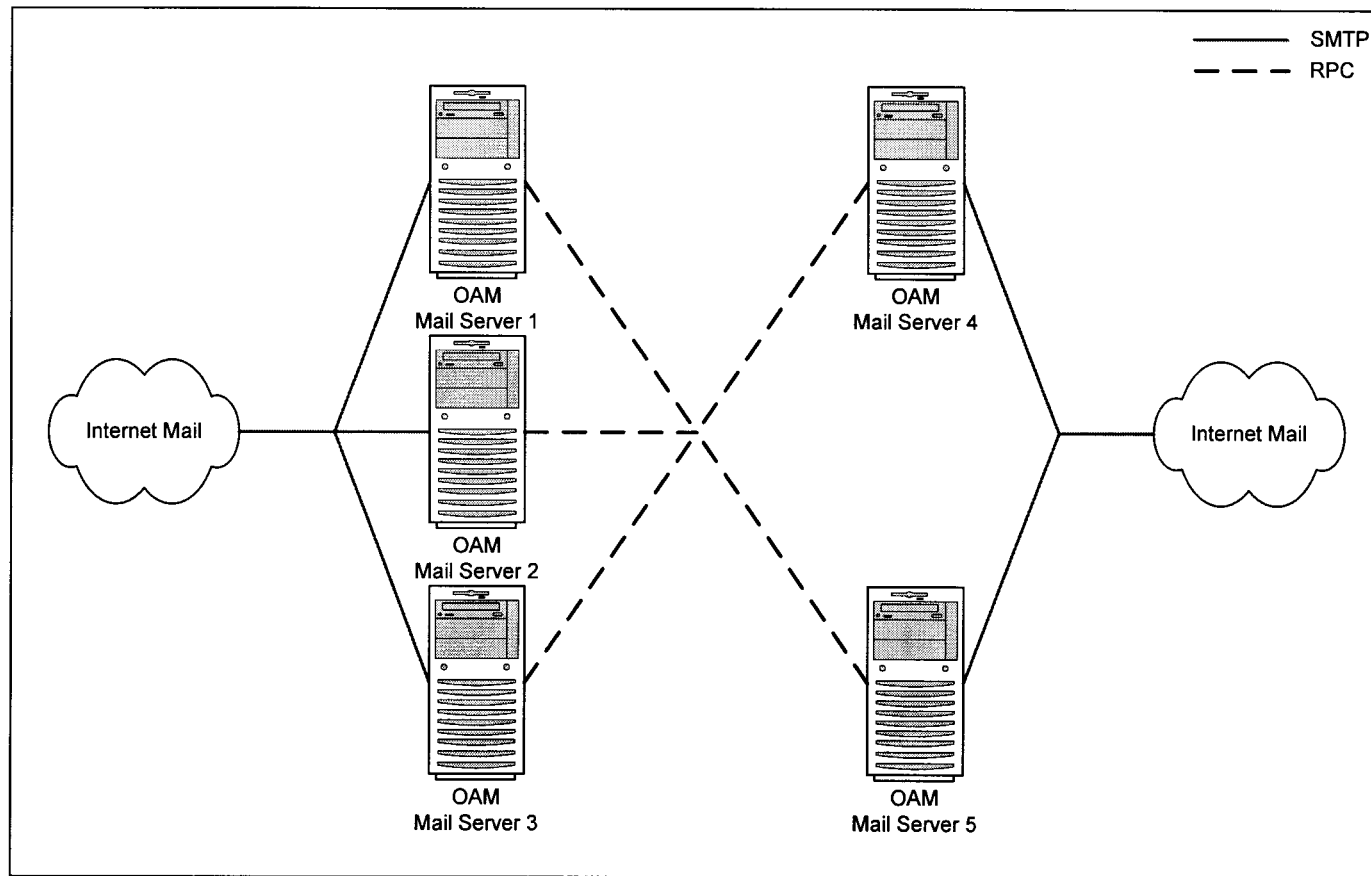 SMTP
RPC
OAM
Mail Server 1
OAM
Mail Server 4
Internet Mail
OAM
Mail Server 2
Internet Mail
OAM
Mail Server 3
OAM
Mail Server 5